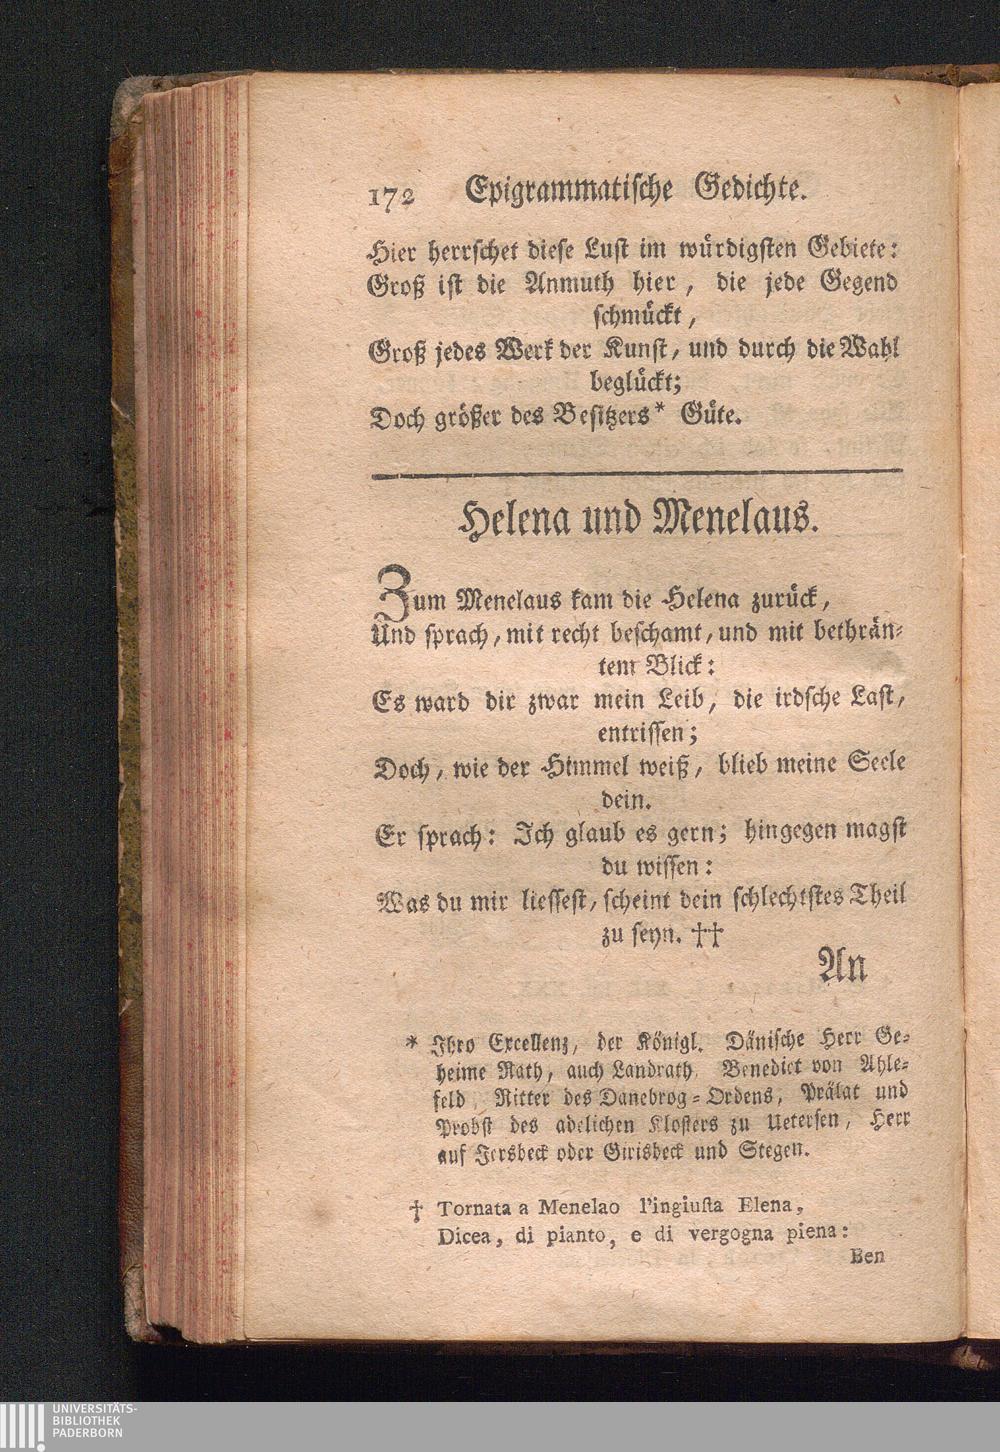 172 Epigrammatische Gedichte.
Hier herrschet diese Lust im würdigsten Gebiete:
Groß ist die Anmuth hier, die jede Gegend
schmückt,
Groß jedes Werk der Kunst, und durch die Wahl
beglückt;
Doch größer des Besitzers* Güte.
Helena und Menelaus.
Zum Menelaus kam die Helena zurück,
Und sprach, mit recht beschamt, und mit bethrän-
tem Blick:
Es ward dir zwar mein Leib, die irdsche Last,
entrissen;
Doch, wie der Himmel weiß, blieb meine Seele
dein.
Er sprach: Ich glaub es gern; hingegen magst
du wissen:
Was du mir liessest, scheint dein schlechtstes Theil
zu seyn. ††
An
* Ihro Excellenz, der Königl. Dänische Herr Ge-
heime Rath, auch Landrath, Benedict von Ahle-
feld, Ritter des Danebrog-Ordens, Prälat und
Probst des adelichen Klosters zu Uetersen, Herr
auf Jersbeck oder Girisbeck und Stegen.
† Tornata a Menelao l'ingiuſta Elena,
Dicea, di pianto, e di vergogna piena:
Ben
UNIVERSITÄTS-
BIBLIOTHEK
PADERBORN